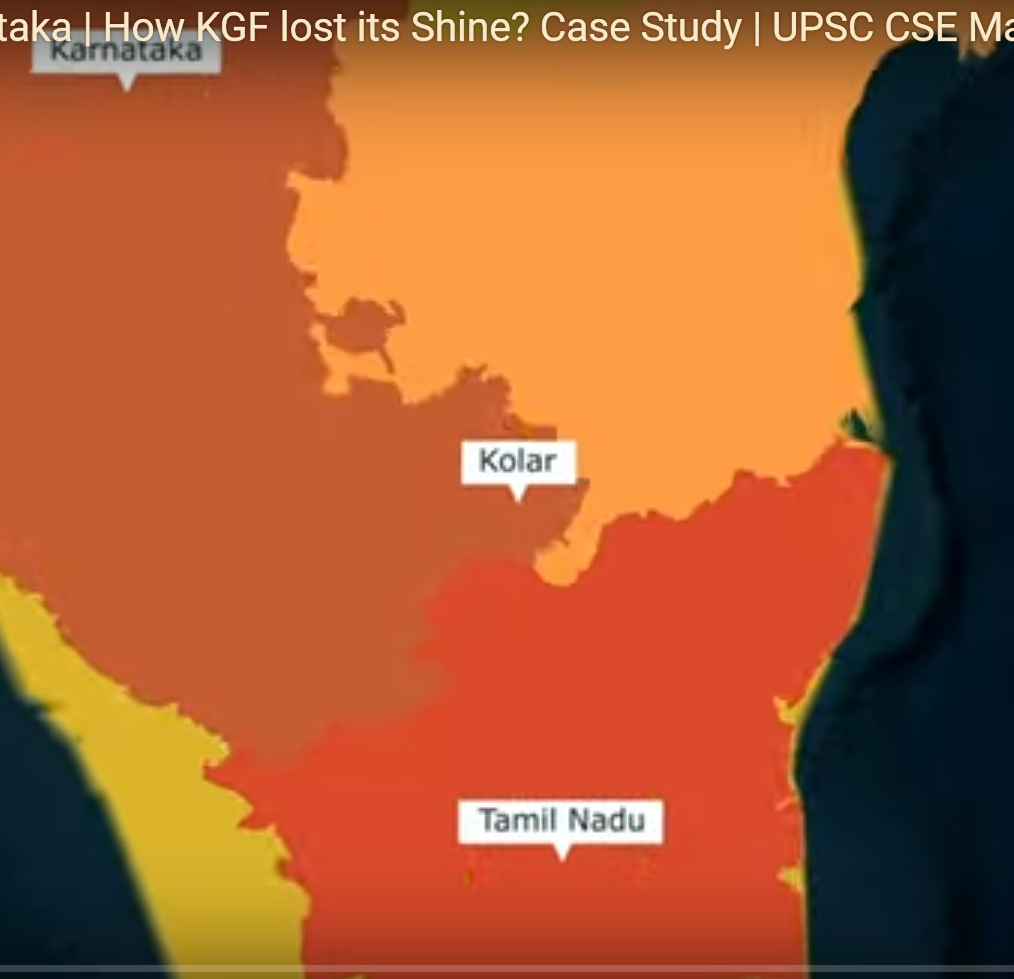 taka | How KGF lost its Shine? Case Study | UPSC CSE Ma
Karnataka
Kolar
Tamil Nadu